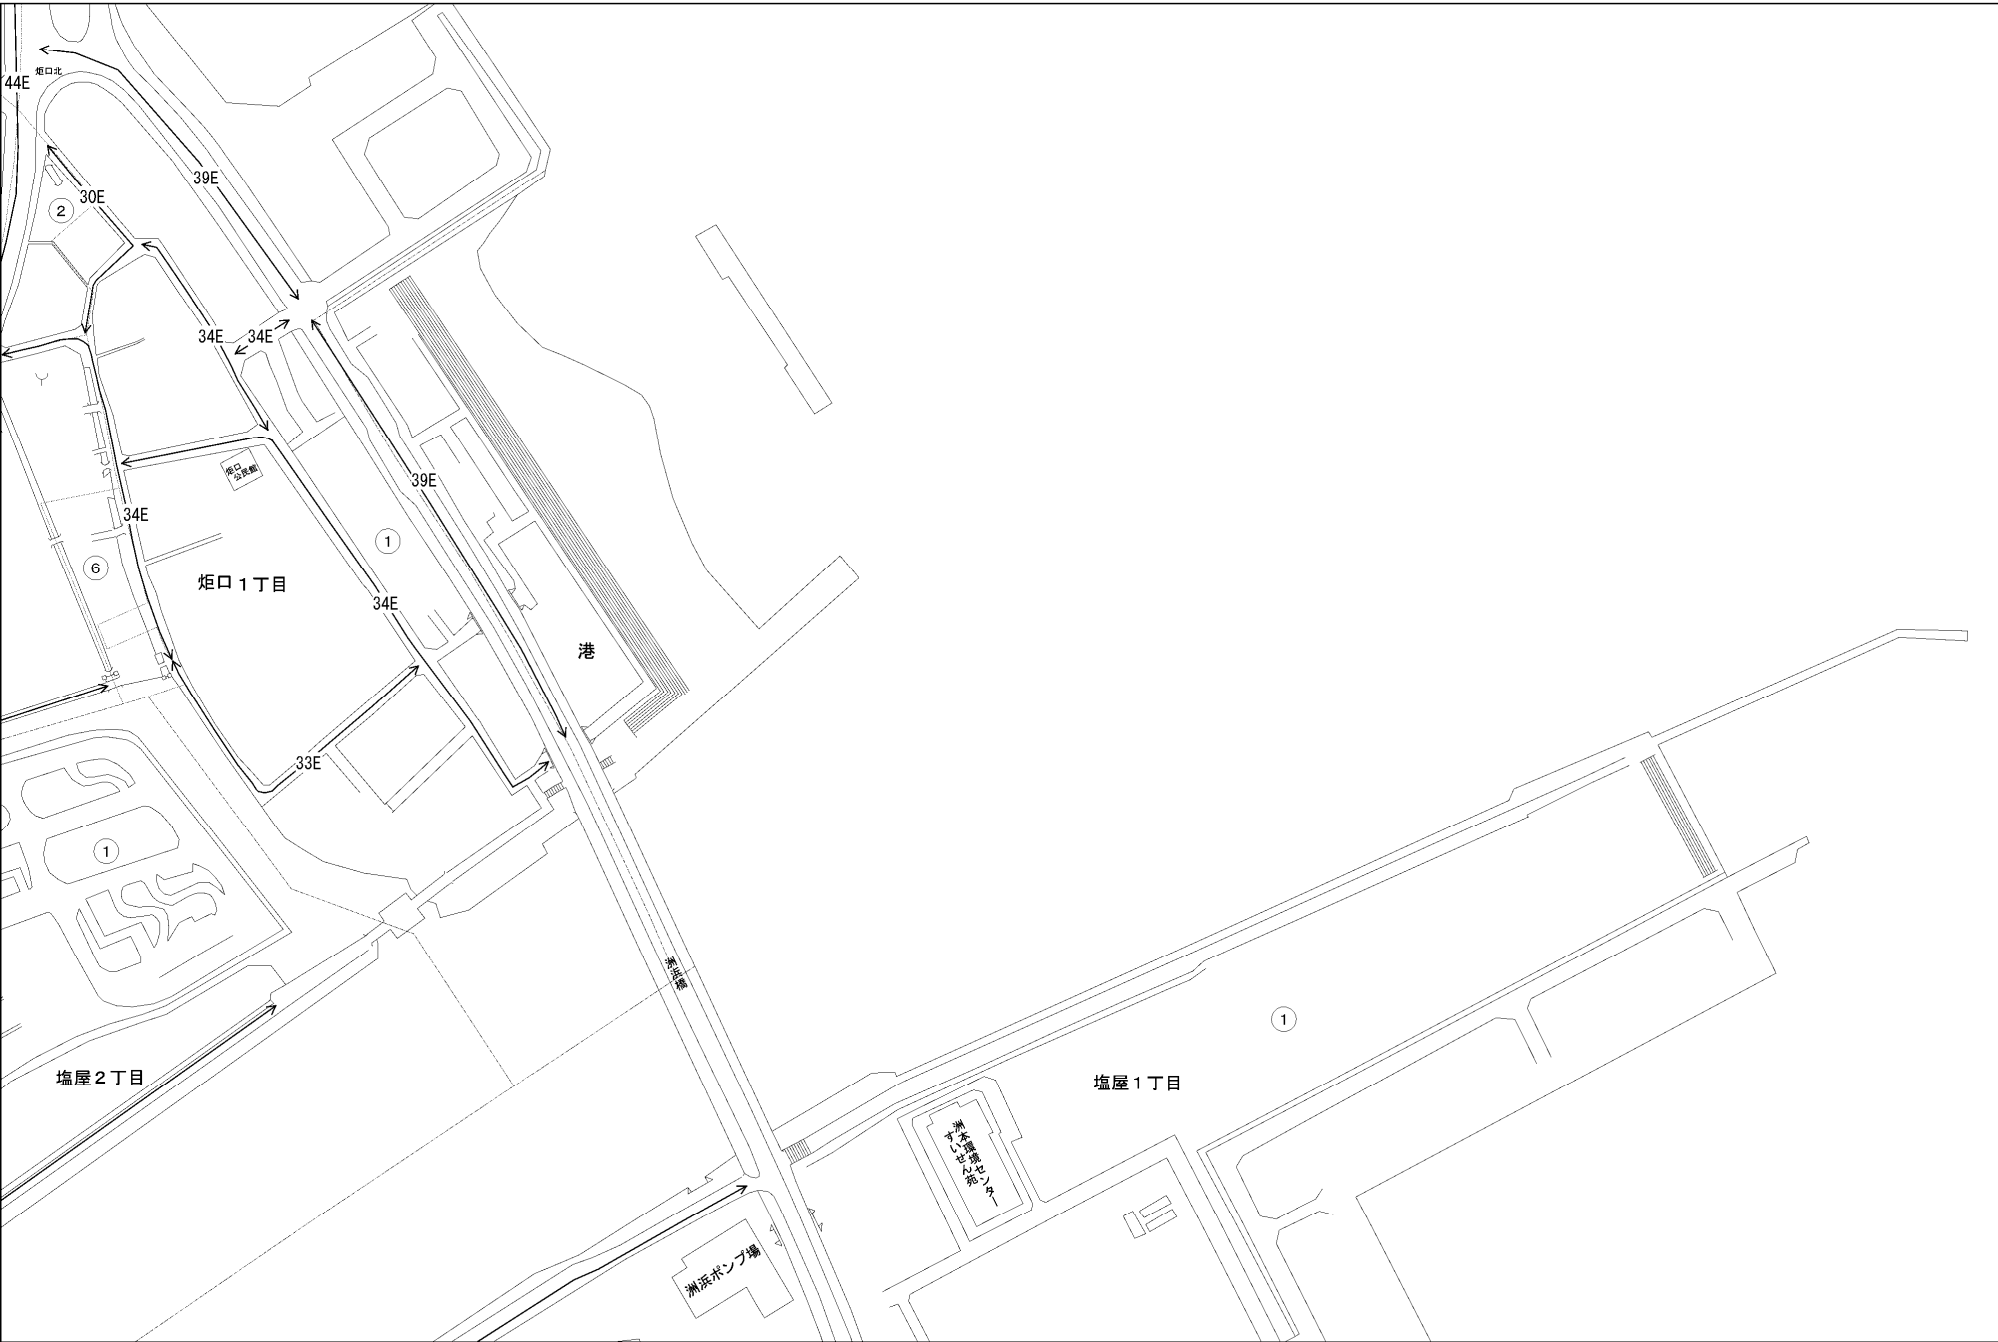 炬口北
44E
39E
30E
2
34E
34E
炬口
公民館
39E
34E
1
6
炬口1丁目
34E
港
33E
1
洲浜橋
1
塩屋2丁目
塩屋1丁目
洲本環境センター
すいせん苑
洲浜ポンプ場